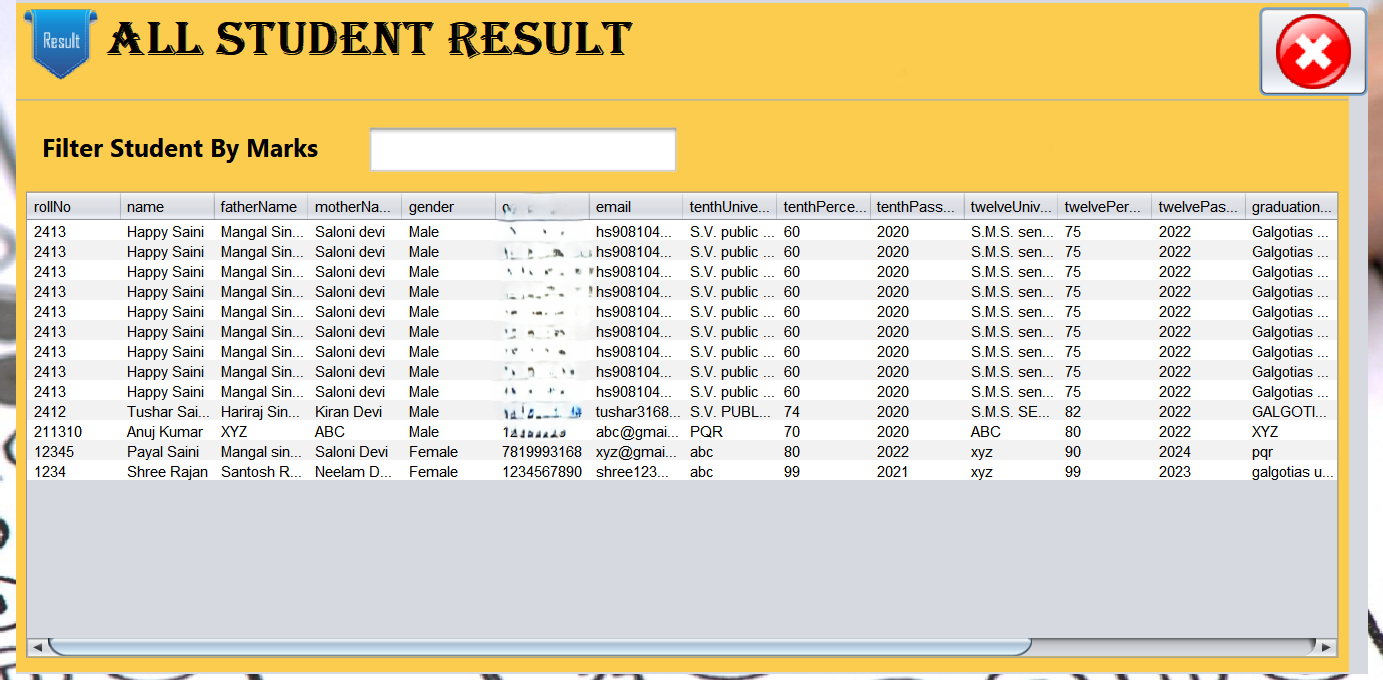 Result
ALL STUDENT RESULT
Filter Student By Marks
rollNo name fatherName motherNa... gender email tenthUnive... tenthPerce... tenthPass... twelveUniv... twelvePer... twelvePas... graduation...
2413 Happy Saini Mangal Sin... Saloni devi Male hs908104... S.V. public ... 60 2020 S.M.S. sen... 75 2022 Galgotias ...
2413 Happy Saini Mangal Sin... Saloni devi Male hs908104... S.V. public ... 60 2020 S.M.S. sen... 75 2022 Galgotias ...
2413 Happy Saini Mangal Sin... Saloni devi Male hs908104... S.V. public ... 60 2020 S.M.S. sen... 75 2022 Galgotias ...
2413 Happy Saini Mangal Sin... Saloni devi Male hs908104... S.V. public ... 60 2020 S.M.S. sen... 75 2022 Galgotias ...
2413 Happy Saini Mangal Sin... Saloni devi Male hs908104... S.V. public ... 60 2020 S.M.S. sen... 75 2022 Galgotias ...
2413 Happy Saini Mangal Sin... Saloni devi Male hs908104... S.V. public ... 60 2020 S.M.S. sen... 75 2022 Galgotias ...
2413 Happy Saini Mangal Sin... Saloni devi Male hs908104... S.V. public ... 60 2020 S.M.S. sen... 75 2022 Galgotias ...
2413 Happy Saini Mangal Sin... Saloni devi Male hs908104... S.V. public ... 60 2020 S.M.S. sen... 75 2022 Galgotias ...
2413 Happy Saini Mangal Sin... Saloni devi Male hs908104... S.V. public ... 60 2020 S.M.S. sen... 75 2022 Galgotias ...
2412 Tushar Sai... Hariraj Sin... Kiran Devi Male tushar3168... S.V. PUBL... 74 2020 S.M.S. SE... 82 2022 GALGOTI...
211310 Anuj Kumar XYZ ABC Male abc@gmai... PQR 70 2020 ABC 80 2022 XYZ
12345 Payal Saini Mangal sin... Saloni Devi Female 7819993168 xyz@gmai... abc 80 2022 xyz 90 2024 pqr
1234 Shree Rajan Santosh R... Neelam D... Female 1234567890 shree123... abc 99 2021 xyz 99 2023 galgotias u...